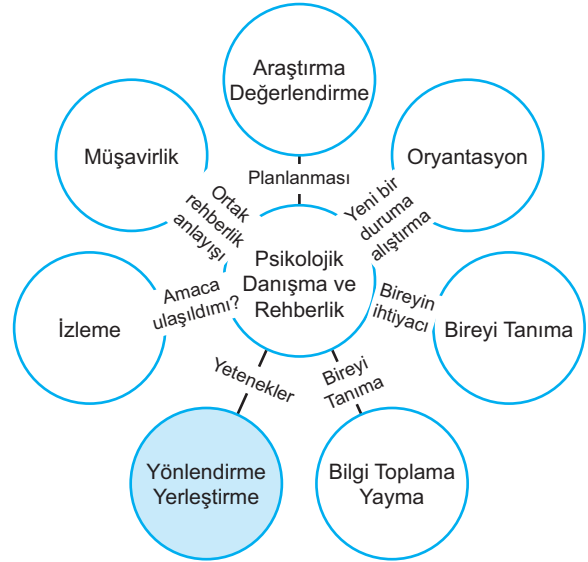 Araştırma
Değerlendirme
Planlanması
Müşavirlik
Ortak
rehberlik
anlayışı
Oryantasyon
Yeni bir
duruma
alıştırma
Psikolojik
Danışma ve
Rehberlik
İzleme
Amaca
ulaşıldımı?
Bireyin
ihtiyacı
Bireyi Tanıma
Yetenekler
Bireyi
Tanıma
Yönlendirme
Yerleştirme
Bilgi Toplama
Yayma